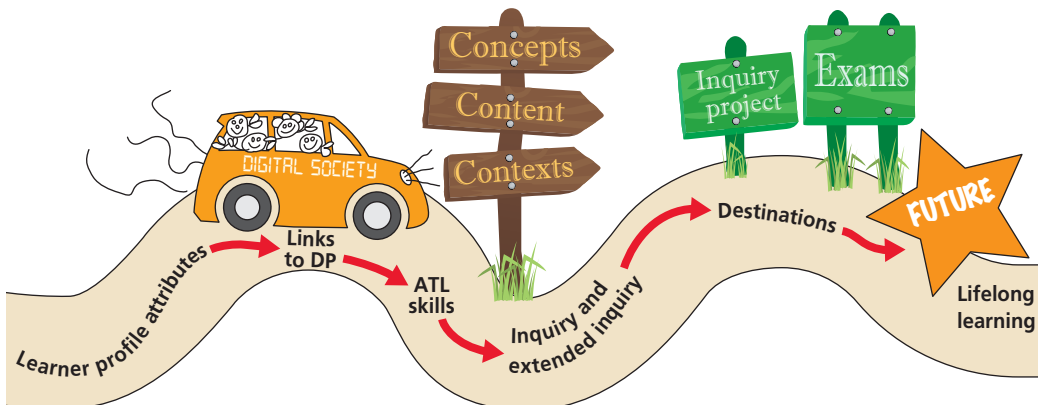 DIGITAL SOCIETY
Concepts
Content
Contexts
Inquiry
project
Exams
FUTURE
Learner profile attributes
Links
to DP
ATL
skills
Inquiry and
extended inquiry
Destinations
Lifelong
learning